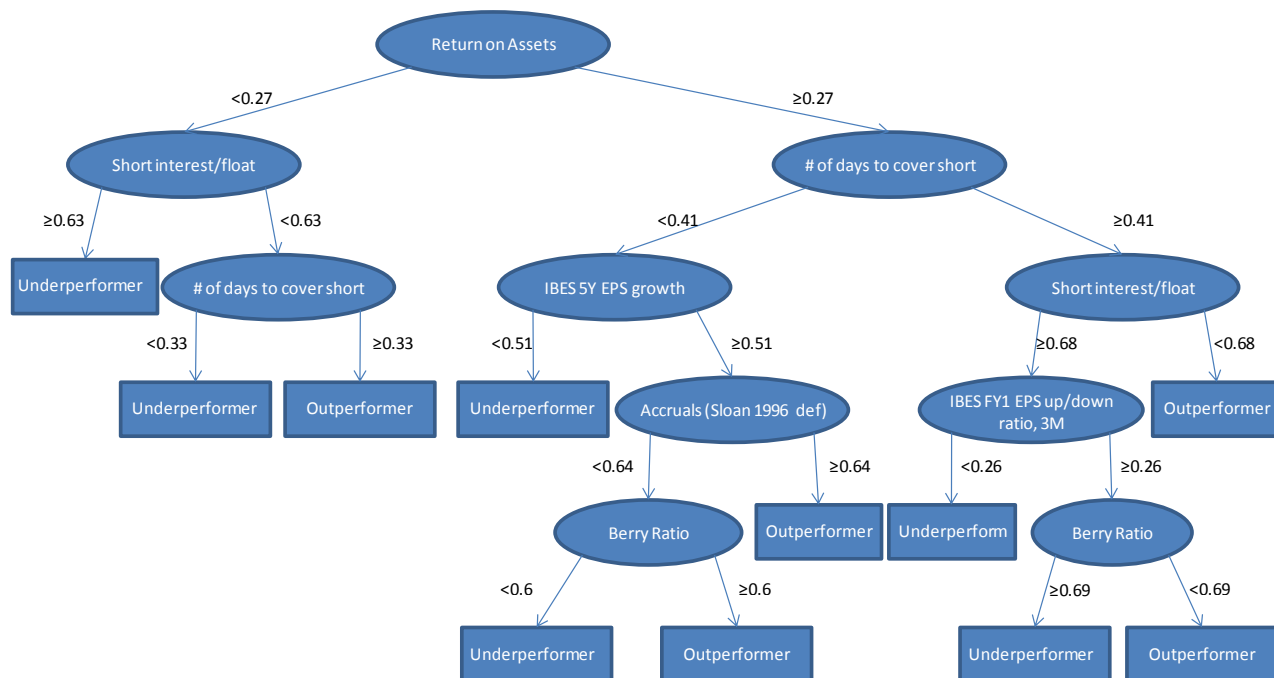 Return on Assets
<0.27
≥0.27
Short interest/float
# of days to cover short
≥0.63
<0.63
<0.41
≥0.41
Underperformer
# of days to cover short
IBES 5Y EPS growth
Short interest/float
<0.33
≥0.33
<0.51
≥0.51
≥0.68
<0.68
Underperformer
Outperformer
Underperformer
Accruals (Sloan 1996 def)
IBES FY1 EPS up/down
ratio, 3M
Outperformer
<0.64
≥0.64
<0.26
≥0.26
Berry Ratio
Outperformer
Underperform
Berry Ratio
<0.6
≥0.6
≥0.69
<0.69
Underperformer
Outperformer
Underperformer
Outperformer